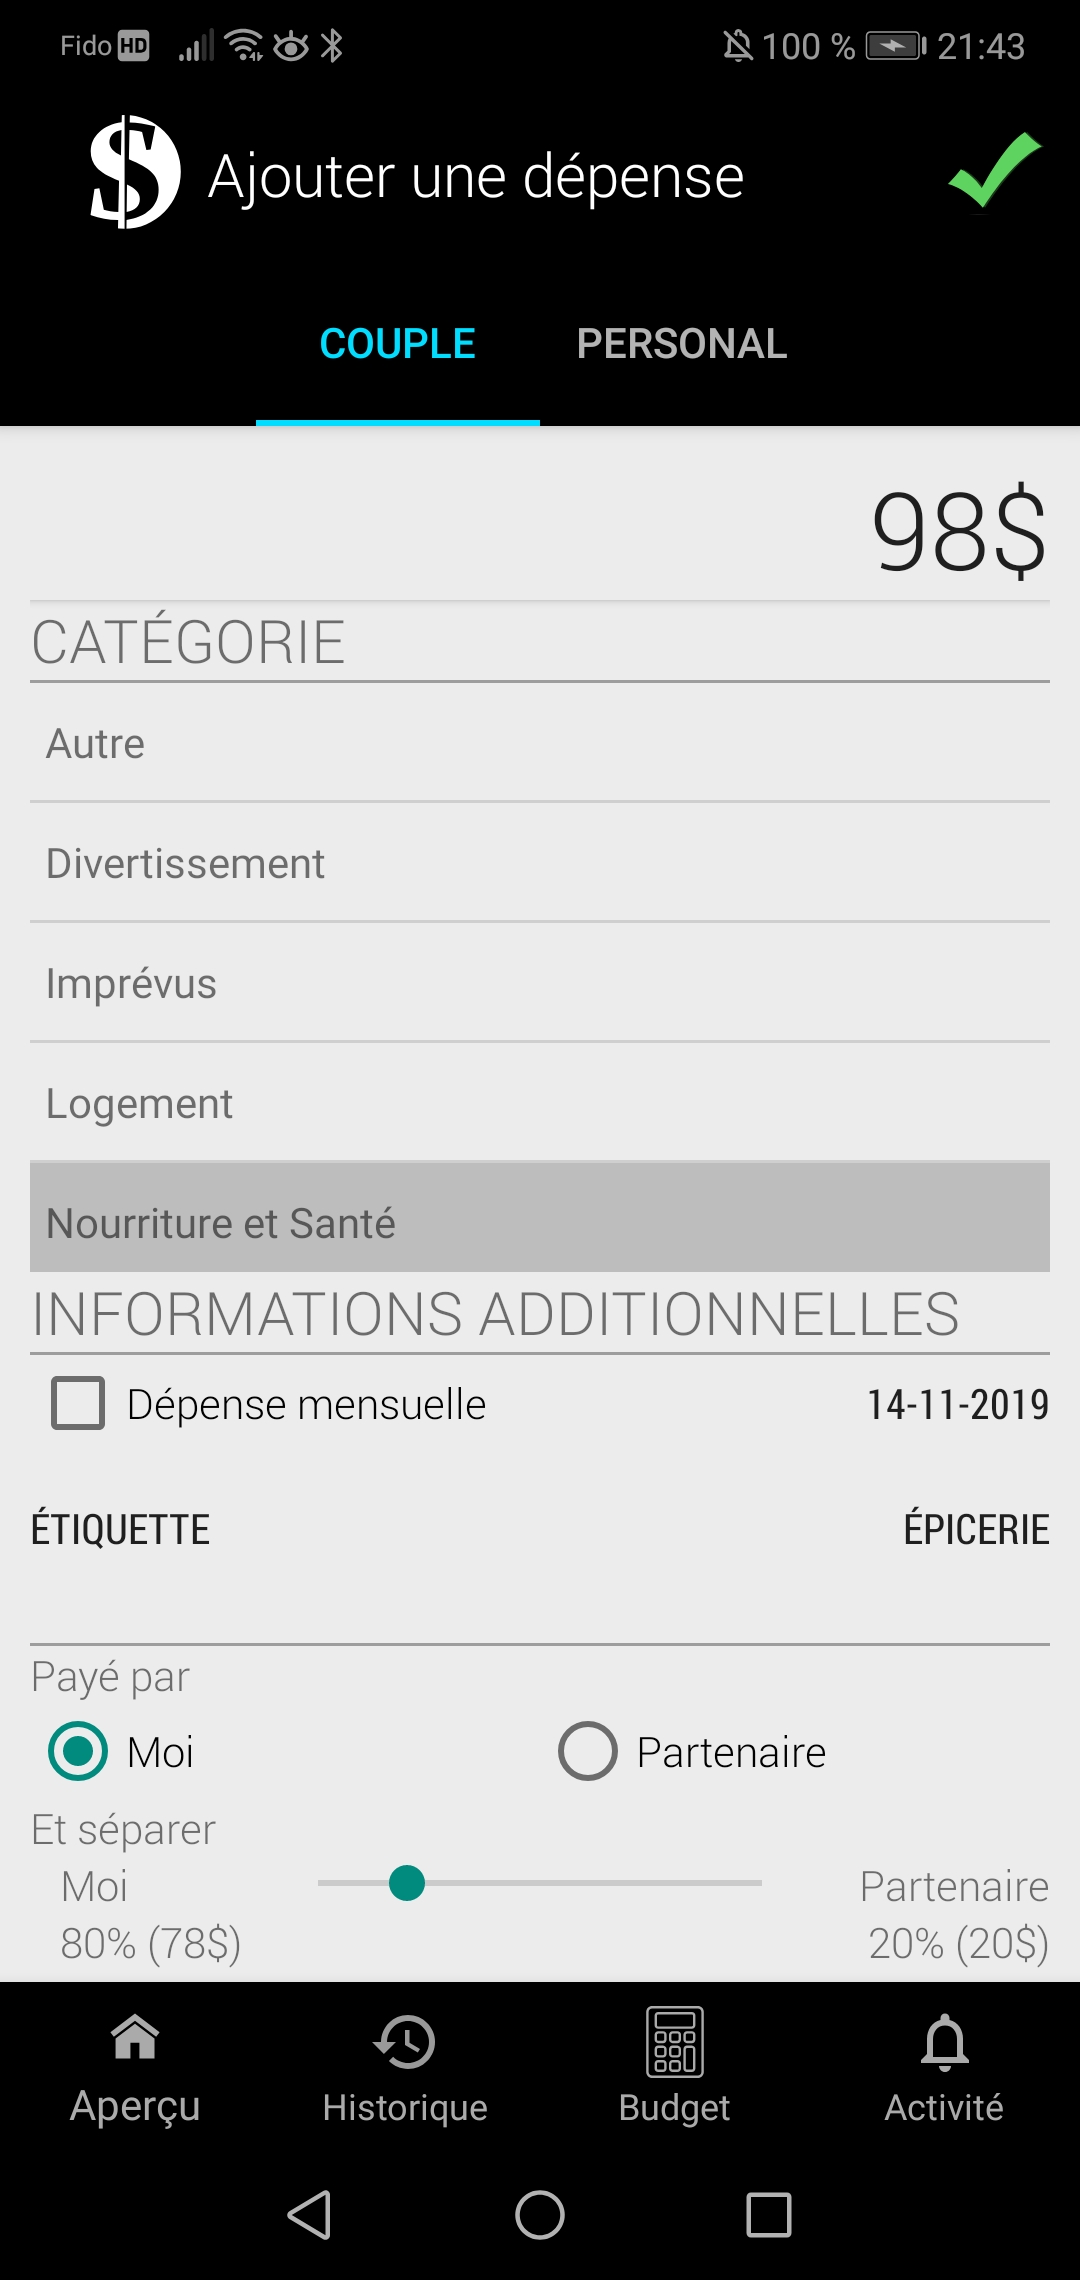 Fido HD 100 % 21:43
Ajouter une dépense
COUPLE PERSONAL
98$
CATÉGORIE
Autre
Divertissement
Imprévus
Logement
Nourriture et Santé
INFORMATIONS ADDITIONNELLES
Dépense mensuelle 14-11-2019
ÉTIQUETTE ÉPICERIE
Payé par
Moi Partenaire
Et séparer
Moi Partenaire
80% (78$) 20% (20$)
Aperçu Historique Budget Activité